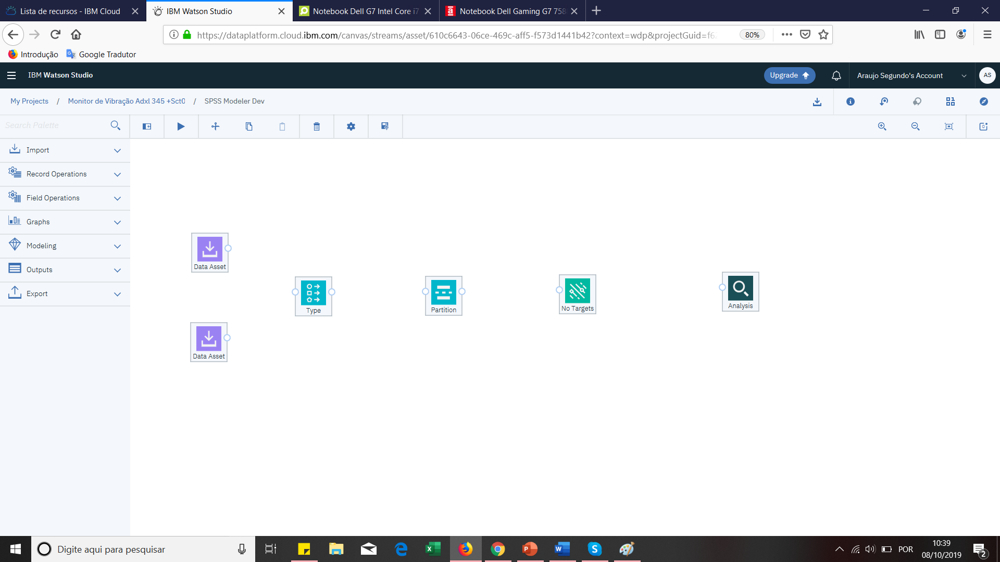 Lista de recursos - IBM Cloud
IBM Watson Studio
Notebook Dell G7 Intel Core i7
Notebook Dell Gaming G7 758
https://dataplatform.cloud.ibm.com/canvas/streams/asset/610c6643-06ce-469c-aff5-f573d1441b42?context=wdp&projectGuid=f6
80%
Introdução
Google Tradutor
IBM Watson Studio
Upgrade
Araujo Segundo's Account
AS
My Projects / Monitor de Vibração Adxl 345 +Sct0 / SPSS Modeler Dev
Search Palette
Import
Record Operations
Field Operations
Graphs
Modeling
Outputs
Export
Data Asset
Type
Partition
No Targets
Analysis
Data Asset
Digite aqui para pesquisar
POR
10:39
08/10/2019
2